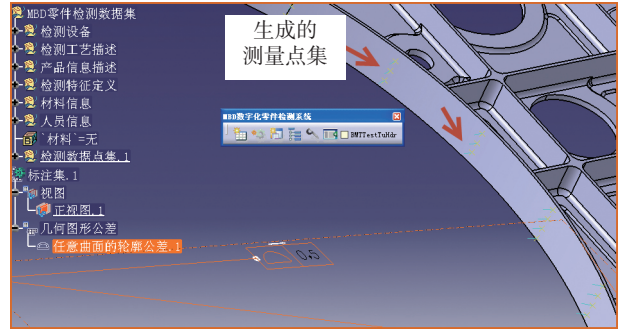 MBD零件检测数据集
检测设备
检测工艺描述
产品信息描述
检测特征定义
材料信息
人员信息
`材料`=无
检测数据点集.1
标注集.1
视图
正视图.1
几何图形公差
任意曲面的轮廓公差.1
生成的
测量点集
MBD数字化零件检测系统
BMTTestTuHdr
0.5